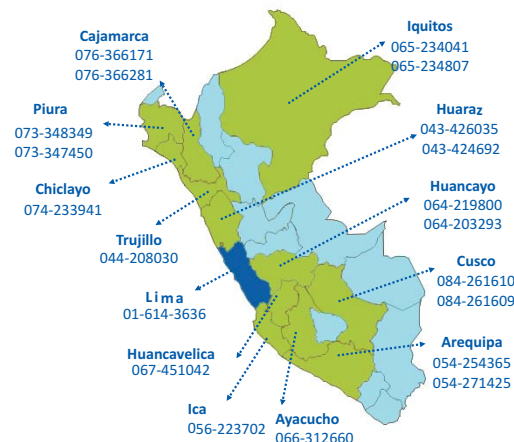 Cajamarca
076-366171
076-366281
Iquitos
065-234041
065-234807
Piura
073-348349
073-347450
Huaraz
043-426035
043-424692
Chiclayo
074-233941
Huancayo
064-219800
064-203293
Trujillo
044-208030
Cusco
084-261610
084-261609
Lima
01-614-3636
Huancavelica
067-451042
Arequipa
054-254365
054-271425
Ica
056-223702
Ayacucho
066-312660